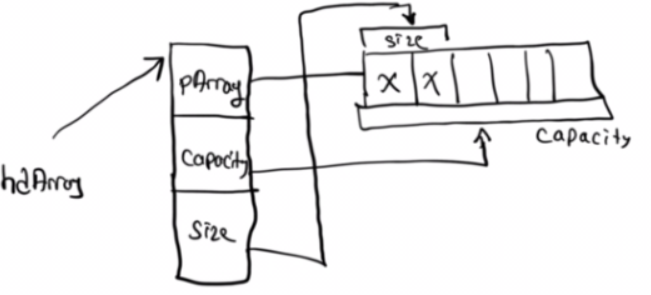 size
pArray
X X
Capacity
Capacity
hdArray
Size